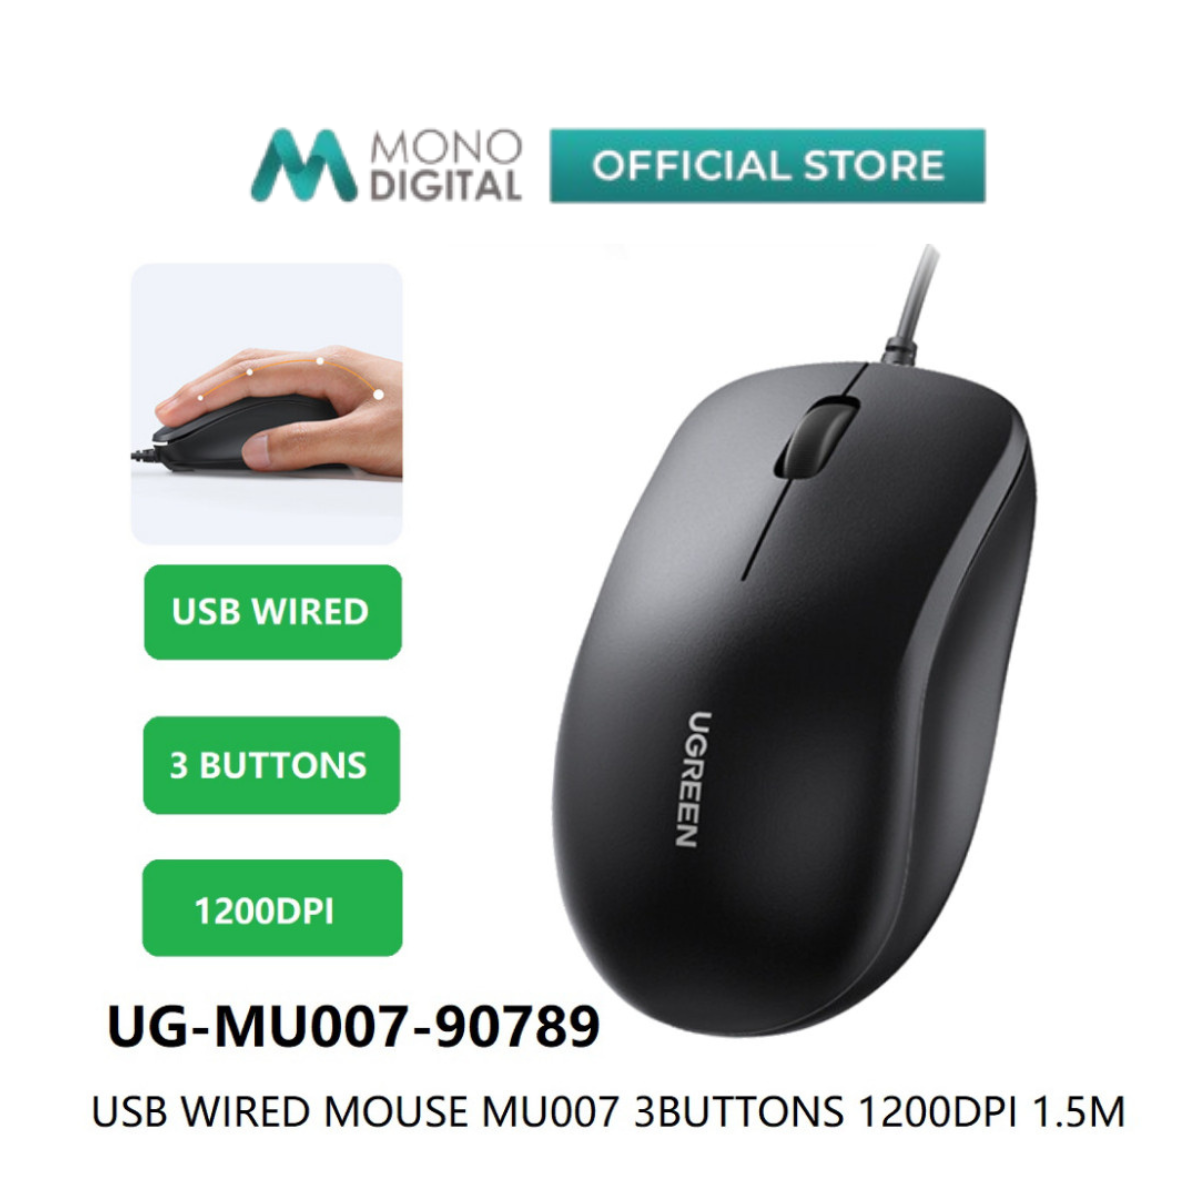 MONO
DIGITAL
OFFICIAL STORE
USB WIRED
3 BUTTONS
1200DPI
UGREEN
UG-MU007-90789
USB WIRED MOUSE MU007 3BUTTONS 1200DPI 1.5M